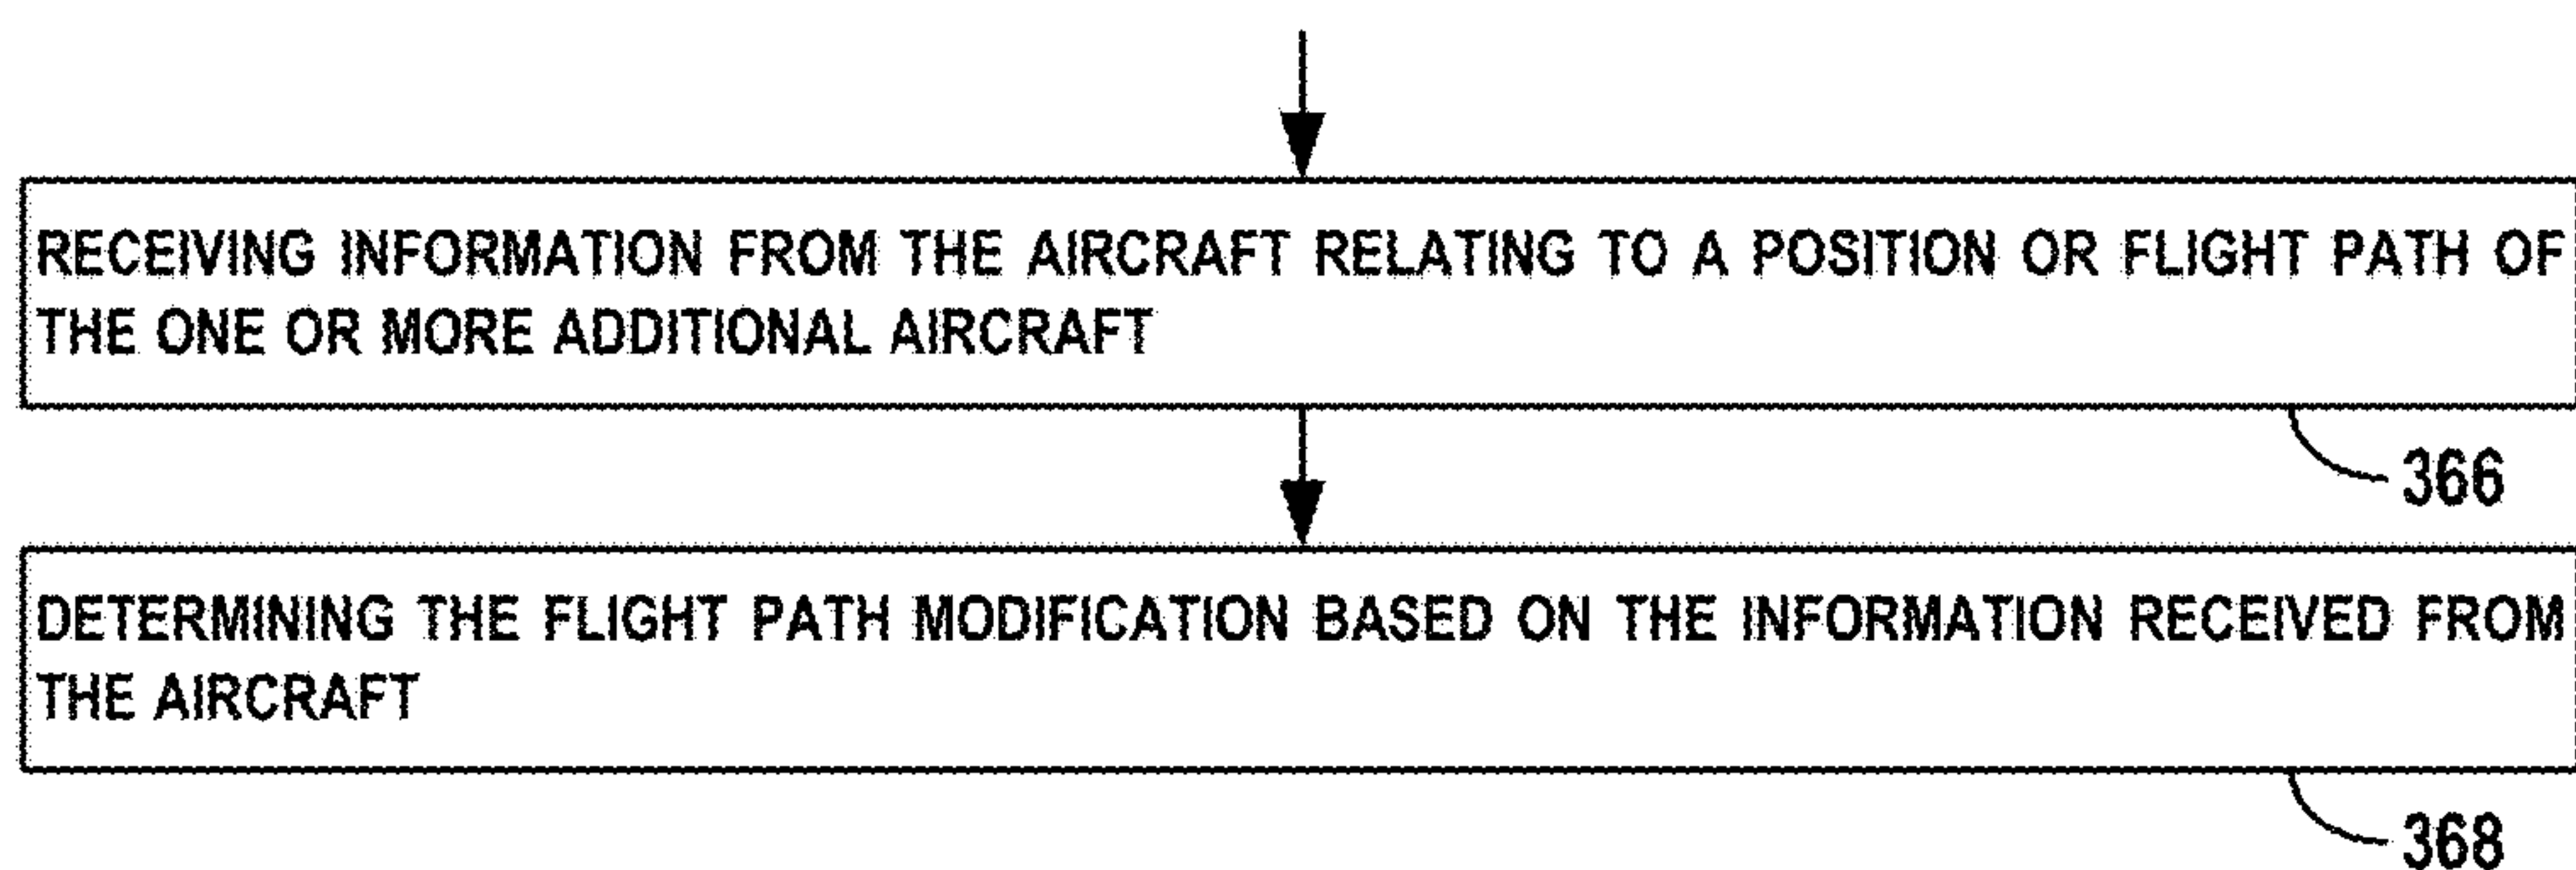 RECEIVING INFORMATION FROM THE AIRCRAFT RELATING TO A POSITION OR FLIGHT PATH OF
THE ONE OR MORE ADDITIONAL AIRCRAFT
366
DETERMINING THE FLIGHT PATH MODIFICATION BASED ON THE INFORMATION RECEIVED FROM
THE AIRCRAFT
368